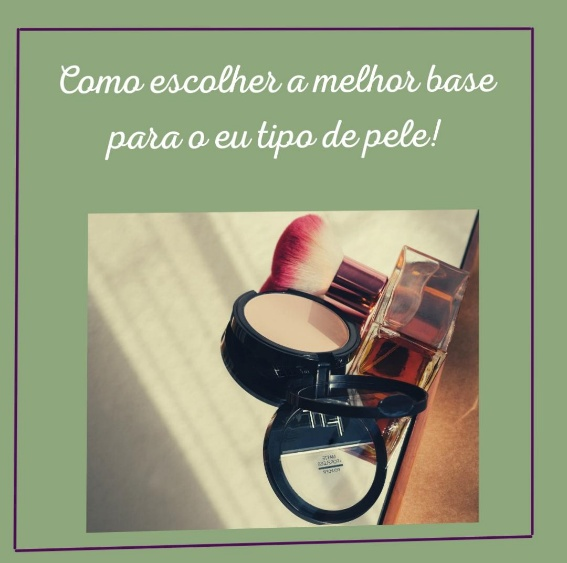 Como escolher a melhor base
para o eu tipo de pele!